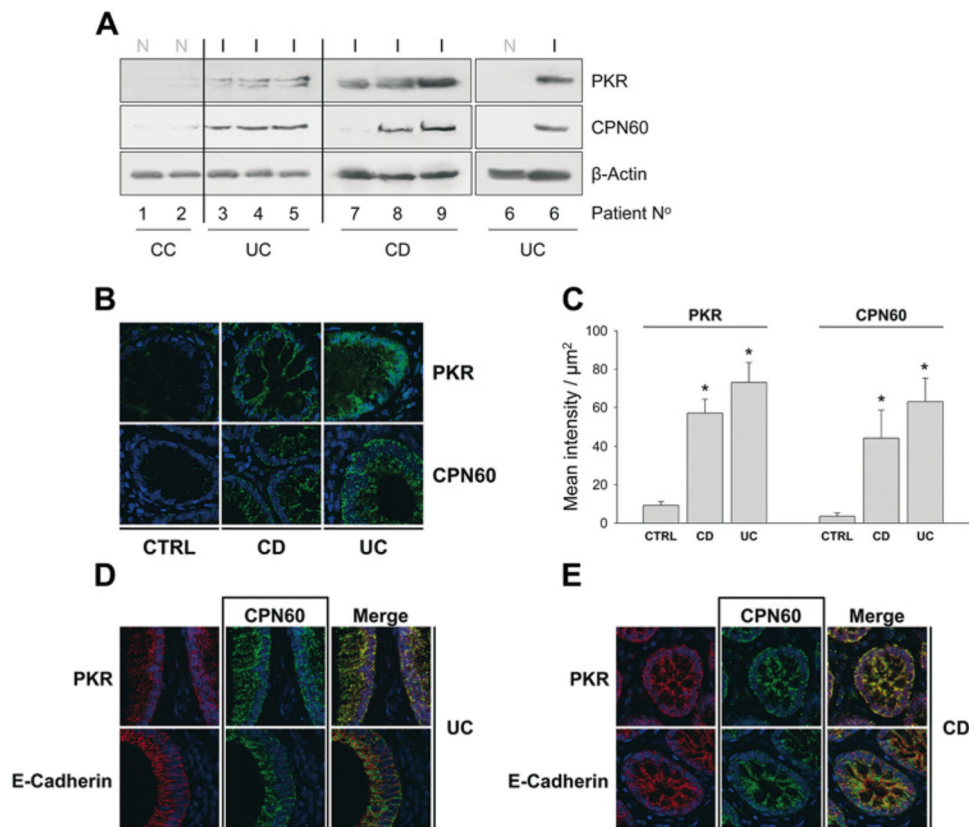 A
N N I I I I I I N I
PKR
CPN60
β-Actin
1 2 3 4 5 7 8 9 6 6 Patient Nº
CC UC CD UC
B
PKR
CPN60
CTRL CD UC
C
PKR CPN60
Mean intensity / µm²
100
80
60
40
20
0
* * * *
CTRL CD UC CTRL CD UC
D
CPN60 Merge
PKR
E-Cadherin
UC
E
CPN60 Merge
PKR
E-Cadherin
CD